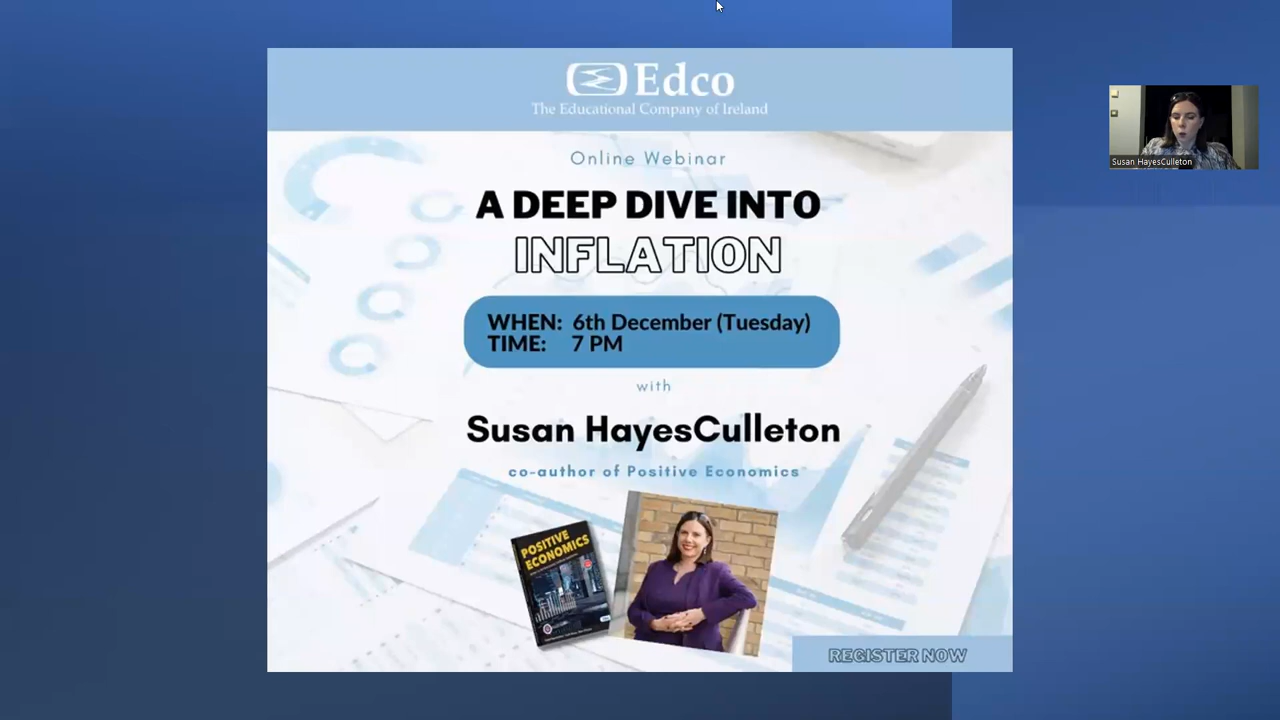 Edco
The Educational Company of Ireland
Online Webinar
A DEEP DIVE INTO
INFLATION
WHEN: 6th December (Tuesday)
TIME: 7 PM
with
Susan HayesCulleton
co-author of Positive Economics
POSITIVE
ECONOMICS
REGISTER NOW
Susan HayesCulleton